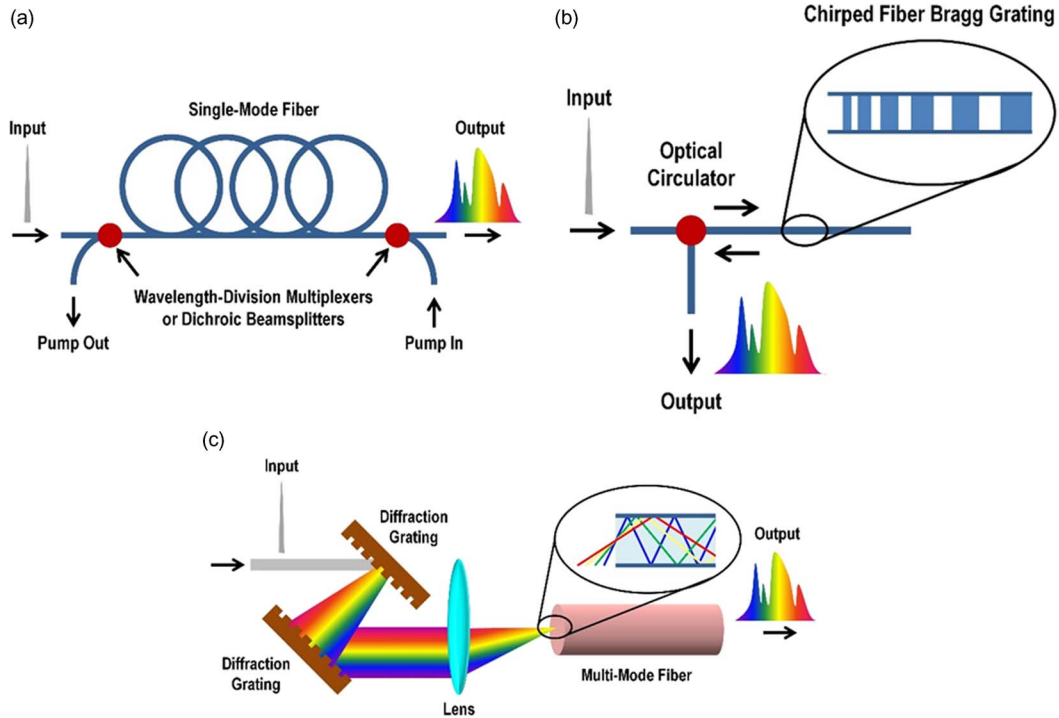 (a)
Single-Mode Fiber
Input
Output
Wavelength-Division Multiplexers
or Dichroic Beamsplitters
Pump Out
Pump In
(b)
Chirped Fiber Bragg Grating
Input
Optical
Circulator
Output
(c)
Input
Diffraction
Grating
Diffraction
Grating
Lens
Multi-Mode Fiber
Output